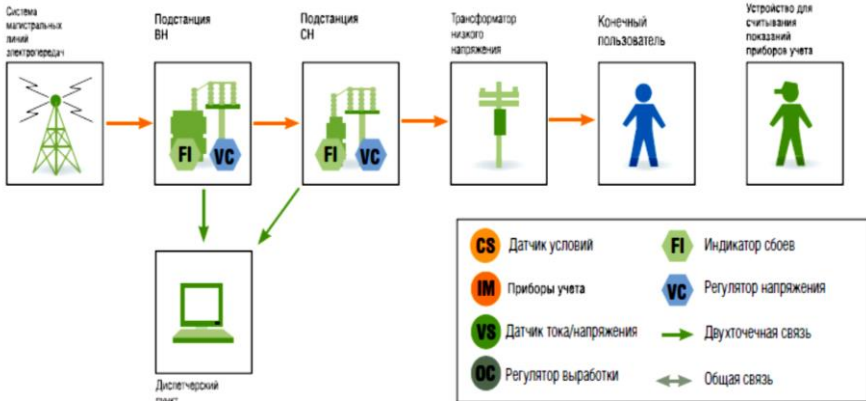 Система
магистральных
линий
электропередач
Подстанция
ВН
Подстанция
СН
Трансформатор
низкого
напряжения
Конечный
пользователь
Устройство для
считывания
показаний
приборов учета
FI
VC
FI
VC
Диспетчерский
пункт
CS Датчик условий
FI Индикатор сбоев
IM Приборы учета
VC Регулятор напряжения
VS Датчик тока/напряжения
Двухточечная связь
OC Регулятор выработки
Общая связь